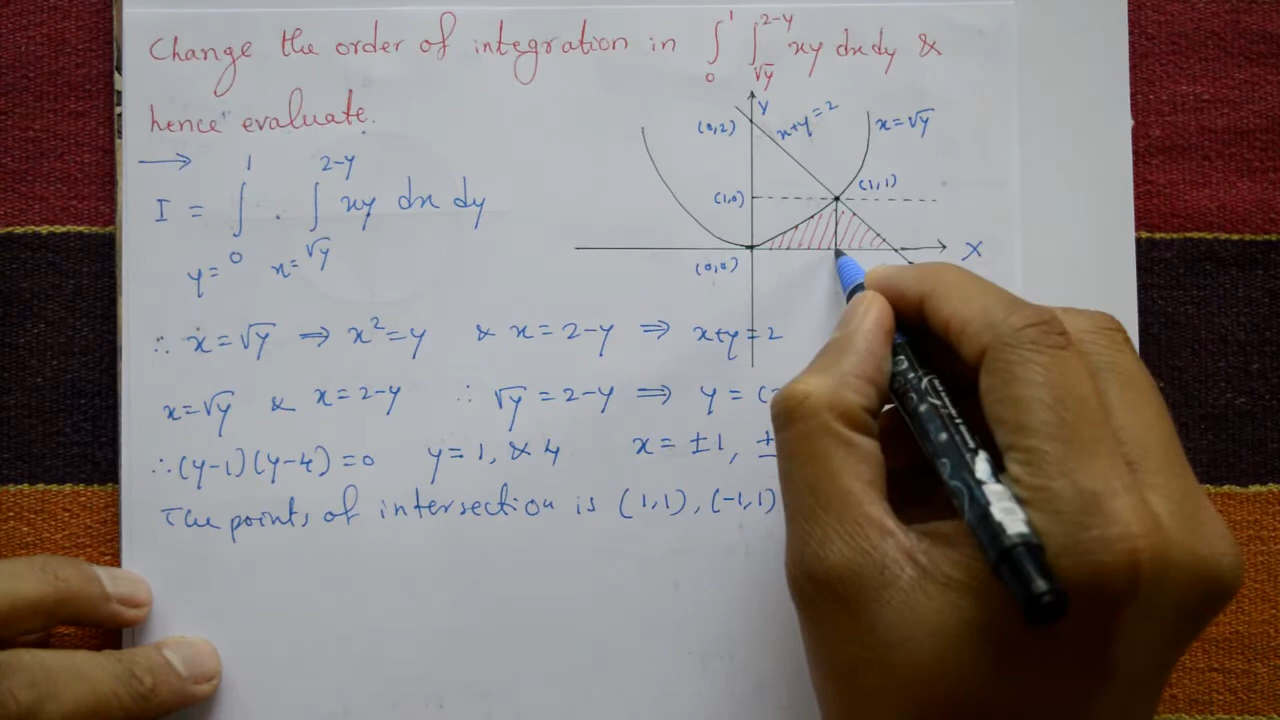 Change the order of integration in ∫₀¹ ∫_{√y}^{2-y} xy dx dy &
hence evaluate.
→ I = ∫_{y=0}^{1} ∫_{x=√y}^{2-y} xy dx dy
Y
(0,2)
x+y=2
x=√y
(1,0)
(1,1)
(0,0)
X
∴ x=√y ⇒ x²=y & x=2-y ⇒ x+y=2
x=√y & x=2-y ∴ √y=2-y ⇒ y=
∴(y-1)(y-4)=0 y=1, & 4 x=±1, ±
The points of intersection is (1,1), (-1,1)